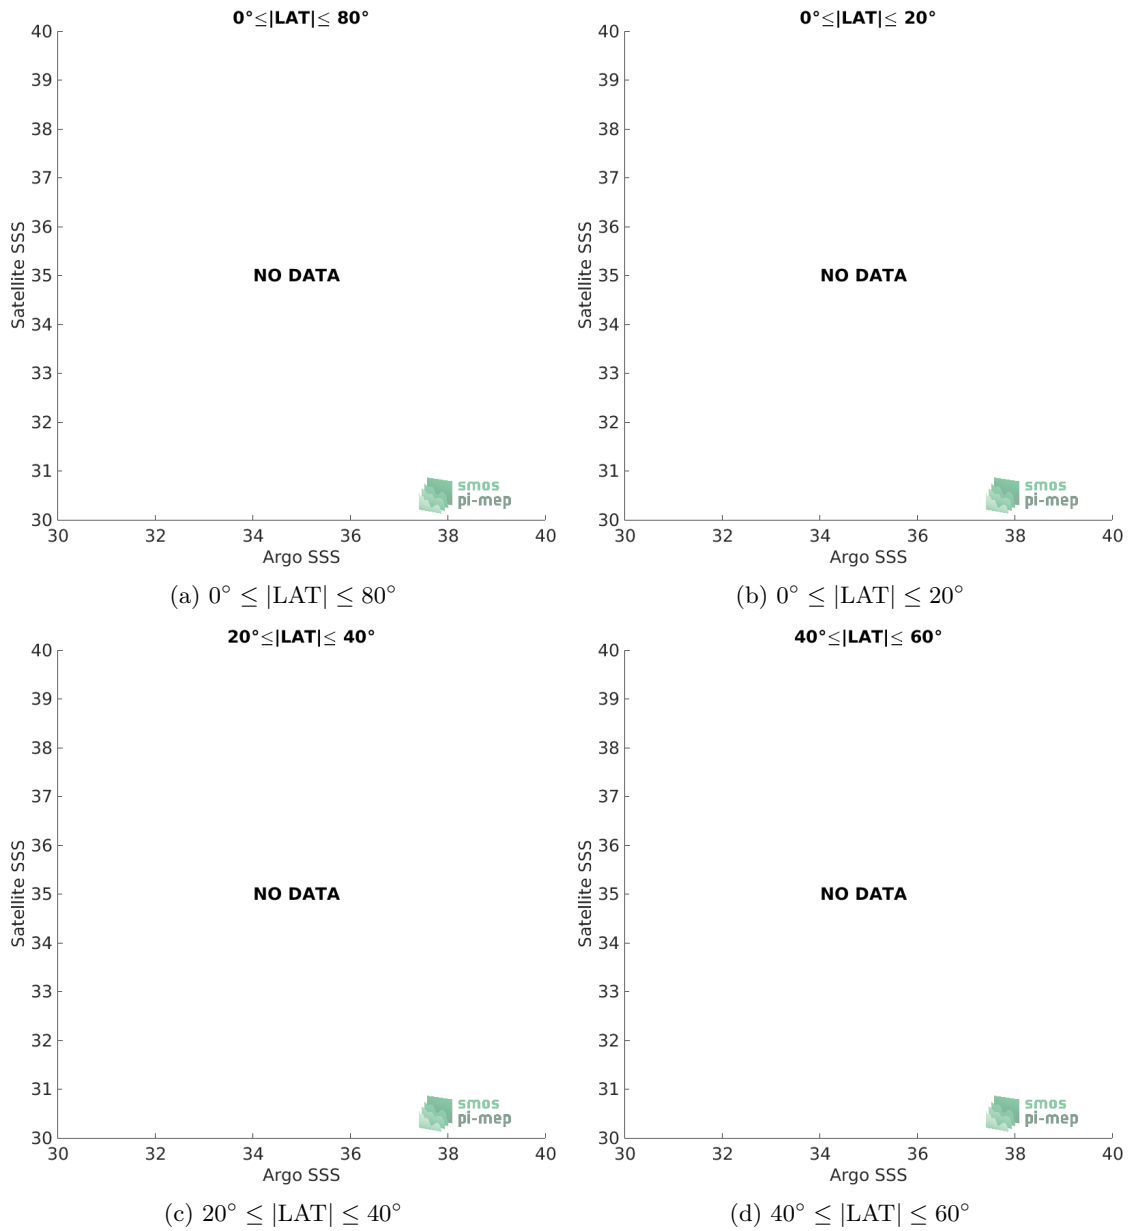 0°≤|LAT|≤ 80°
40
39
38
37
36
35
34
33
32
31
30
Satellite SSS
NO DATA
smos
pi-mep
30 32 34 36 38 40
Argo SSS
(a) 0° ≤ |LAT| ≤ 80°
0°≤|LAT|≤ 20°
40
39
38
37
36
35
34
33
32
31
30
Satellite SSS
NO DATA
smos
pi-mep
30 32 34 36 38 40
Argo SSS
(b) 0° ≤ |LAT| ≤ 20°
20°≤|LAT|≤ 40°
40
39
38
37
36
35
34
33
32
31
30
Satellite SSS
NO DATA
smos
pi-mep
30 32 34 36 38 40
Argo SSS
(c) 20° ≤ |LAT| ≤ 40°
40°≤|LAT|≤ 60°
40
39
38
37
36
35
34
33
32
31
30
Satellite SSS
NO DATA
smos
pi-mep
30 32 34 36 38 40
Argo SSS
(d) 40° ≤ |LAT| ≤ 60°